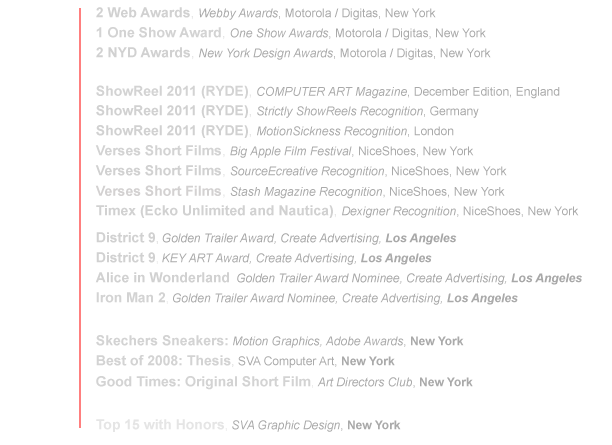 2 Web Awards, Webby Awards, Motorola / Digitas, New York
1 One Show Award, One Show Awards, Motorola / Digitas, New York
2 NYD Awards, New York Design Awards, Motorola / Digitas, New York
ShowReel 2011 (RYDE), COMPUTER ART Magazine, December Edition, England
ShowReel 2011 (RYDE), Strictly ShowReels Recognition, Germany
ShowReel 2011 (RYDE), MotionSickness Recognition, London
Verses Short Films, Big Apple Film Festival, NiceShoes, New York
Verses Short Films, SourceEcreative Recognition, NiceShoes, New York
Verses Short Films, Stash Magazine Recognition, NiceShoes, New York
Timex (Ecko Unlimited and Nautica), Dexigner Recognition, NiceShoes, New York
District 9, Golden Trailer Award, Create Advertising, Los Angeles
District 9, KEY ART Award, Create Advertising, Los Angeles
Alice in Wonderland, Golden Trailer Award Nominee, Create Advertising, Los Angeles
Iron Man 2, Golden Trailer Award Nominee, Create Advertising, Los Angeles
Skechers Sneakers: Motion Graphics, Adobe Awards, New York
Best of 2008: Thesis, SVA Computer Art, New York
Good Times: Original Short Film, Art Directors Club, New York
Top 15 with Honors, SVA Graphic Design, New York